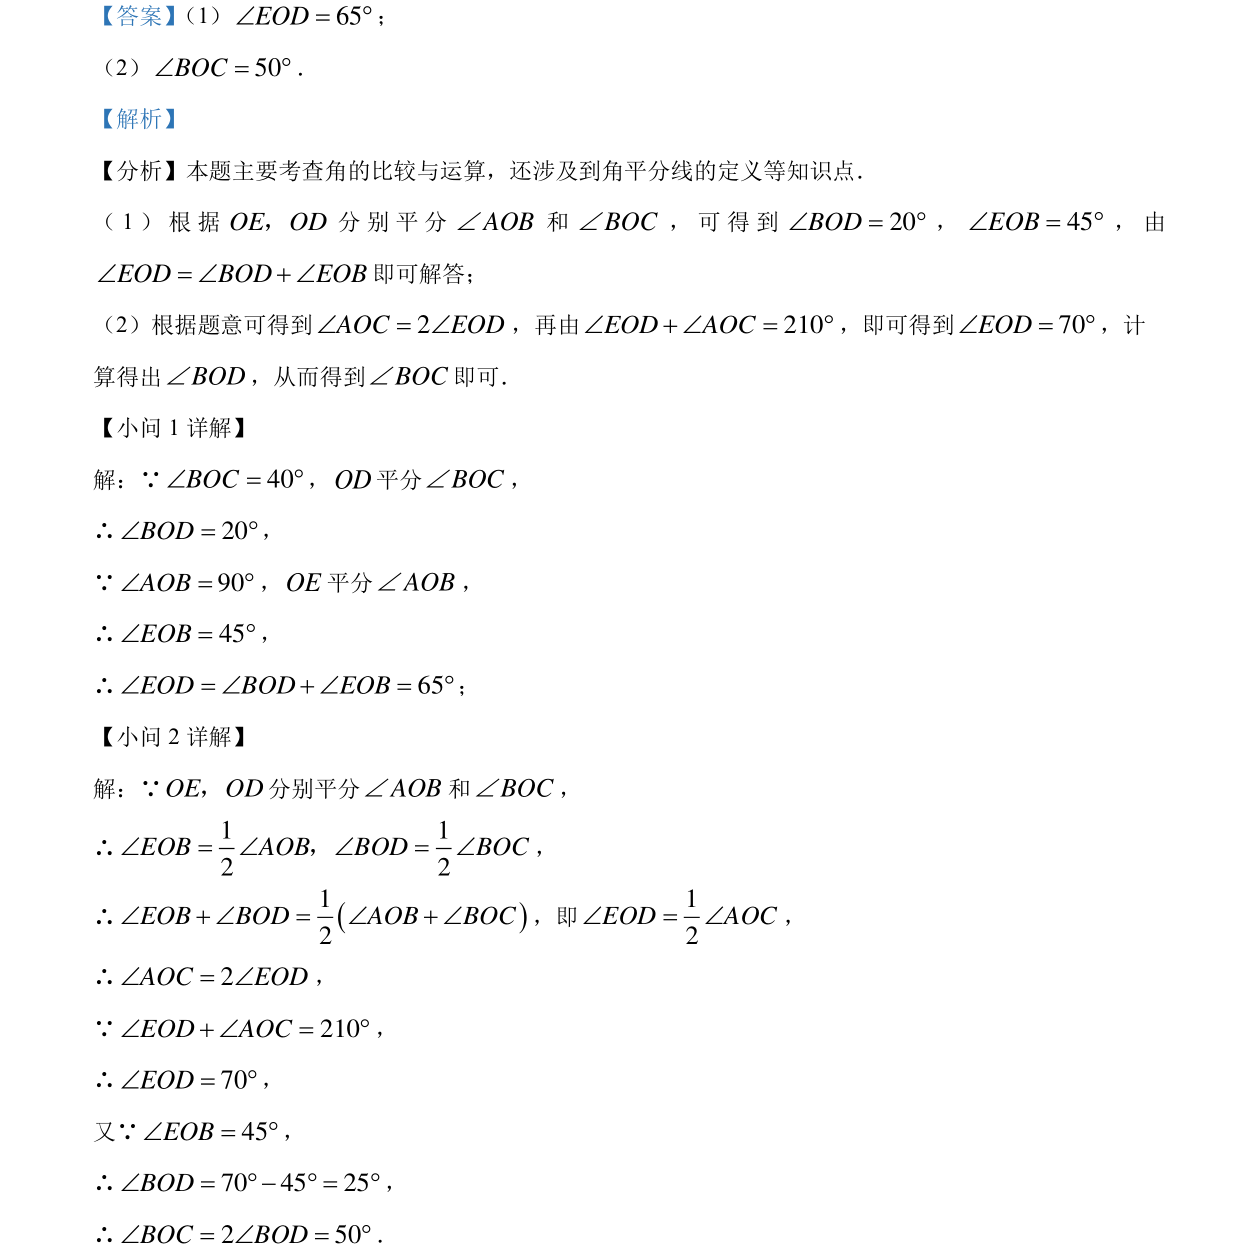 【答案】（1）∠EOD = 65°；
（2）∠BOC = 50°．
【解析】
【分析】本题主要考查角的比较与运算，还涉及到角平分线的定义等知识点．
（1）根据 OE，OD 分别平分 ∠AOB 和 ∠BOC，可得到 ∠BOD = 20°，∠EOB = 45°，由
∠EOD = ∠BOD + ∠EOB 即可解答；
（2）根据题意可得到 ∠AOC = 2∠EOD，再由 ∠EOD + ∠AOC = 210°，即可得到 ∠EOD = 70°，计
算得出 ∠BOD，从而得到 ∠BOC 即可．
【小问 1 详解】
解：∵ ∠BOC = 40°，OD 平分 ∠BOC，
∴ ∠BOD = 20°，
∵ ∠AOB = 90°，OE 平分 ∠AOB，
∴ ∠EOB = 45°，
∴ ∠EOD = ∠BOD + ∠EOB = 65°；
【小问 2 详解】
解：∵ OE，OD 分别平分 ∠AOB 和 ∠BOC，
∴ ∠EOB = 1/2 ∠AOB，∠BOD = 1/2 ∠BOC，
∴ ∠EOB + ∠BOD = 1/2 (∠AOB + ∠BOC)，即 ∠EOD = 1/2 ∠AOC，
∴ ∠AOC = 2∠EOD，
∵ ∠EOD + ∠AOC = 210°，
∴ ∠EOD = 70°，
又∵ ∠EOB = 45°，
∴ ∠BOD = 70° − 45° = 25°，
∴ ∠BOC = 2∠BOD = 50°．